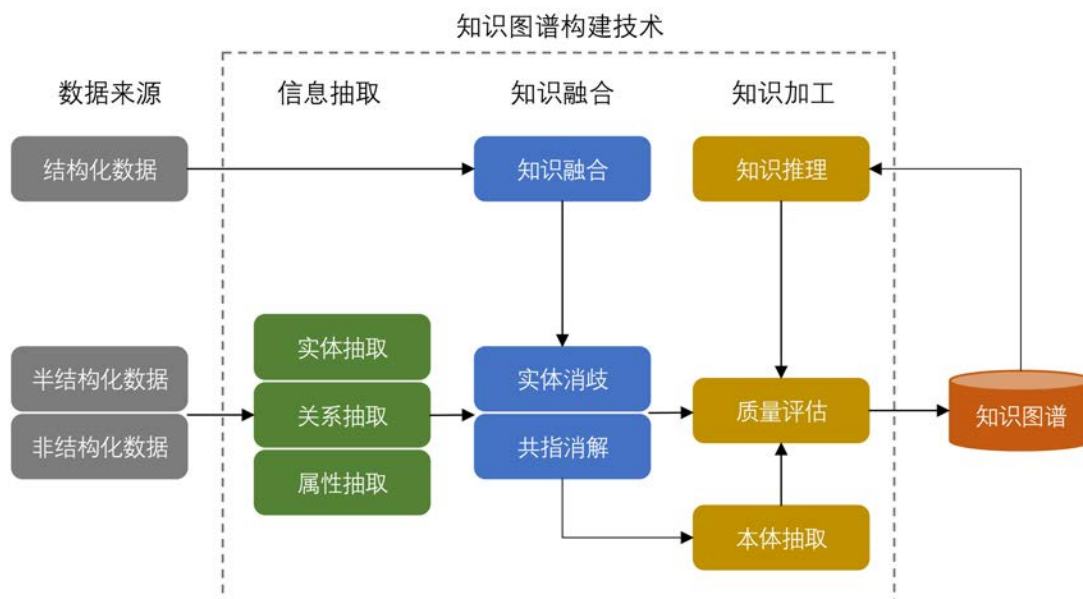 知识图谱构建技术
数据来源
信息抽取
知识融合
知识加工
结构化数据
知识融合
知识推理
实体抽取
半结构化数据
实体消歧
关系抽取
质量评估
知识图谱
非结构化数据
共指消解
属性抽取
本体抽取